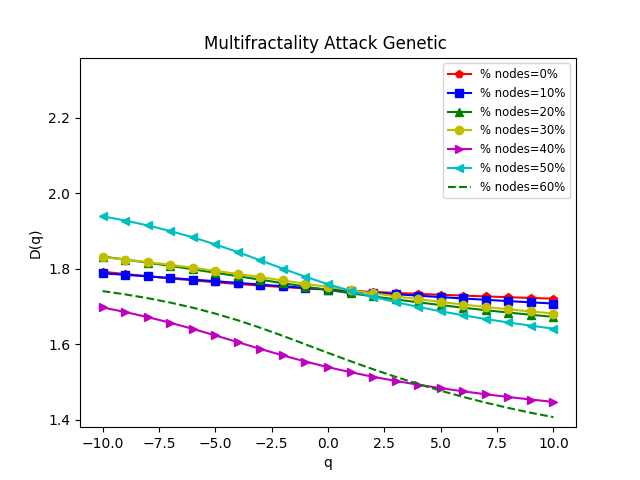 Multifractality Attack Genetic
% nodes=0%
% nodes=10%
% nodes=20%
% nodes=30%
% nodes=40%
% nodes=50%
% nodes=60%
D(q)
2.2
2.0
1.8
1.6
1.4
−10.0 −7.5 −5.0 −2.5 0.0 2.5 5.0 7.5 10.0
q